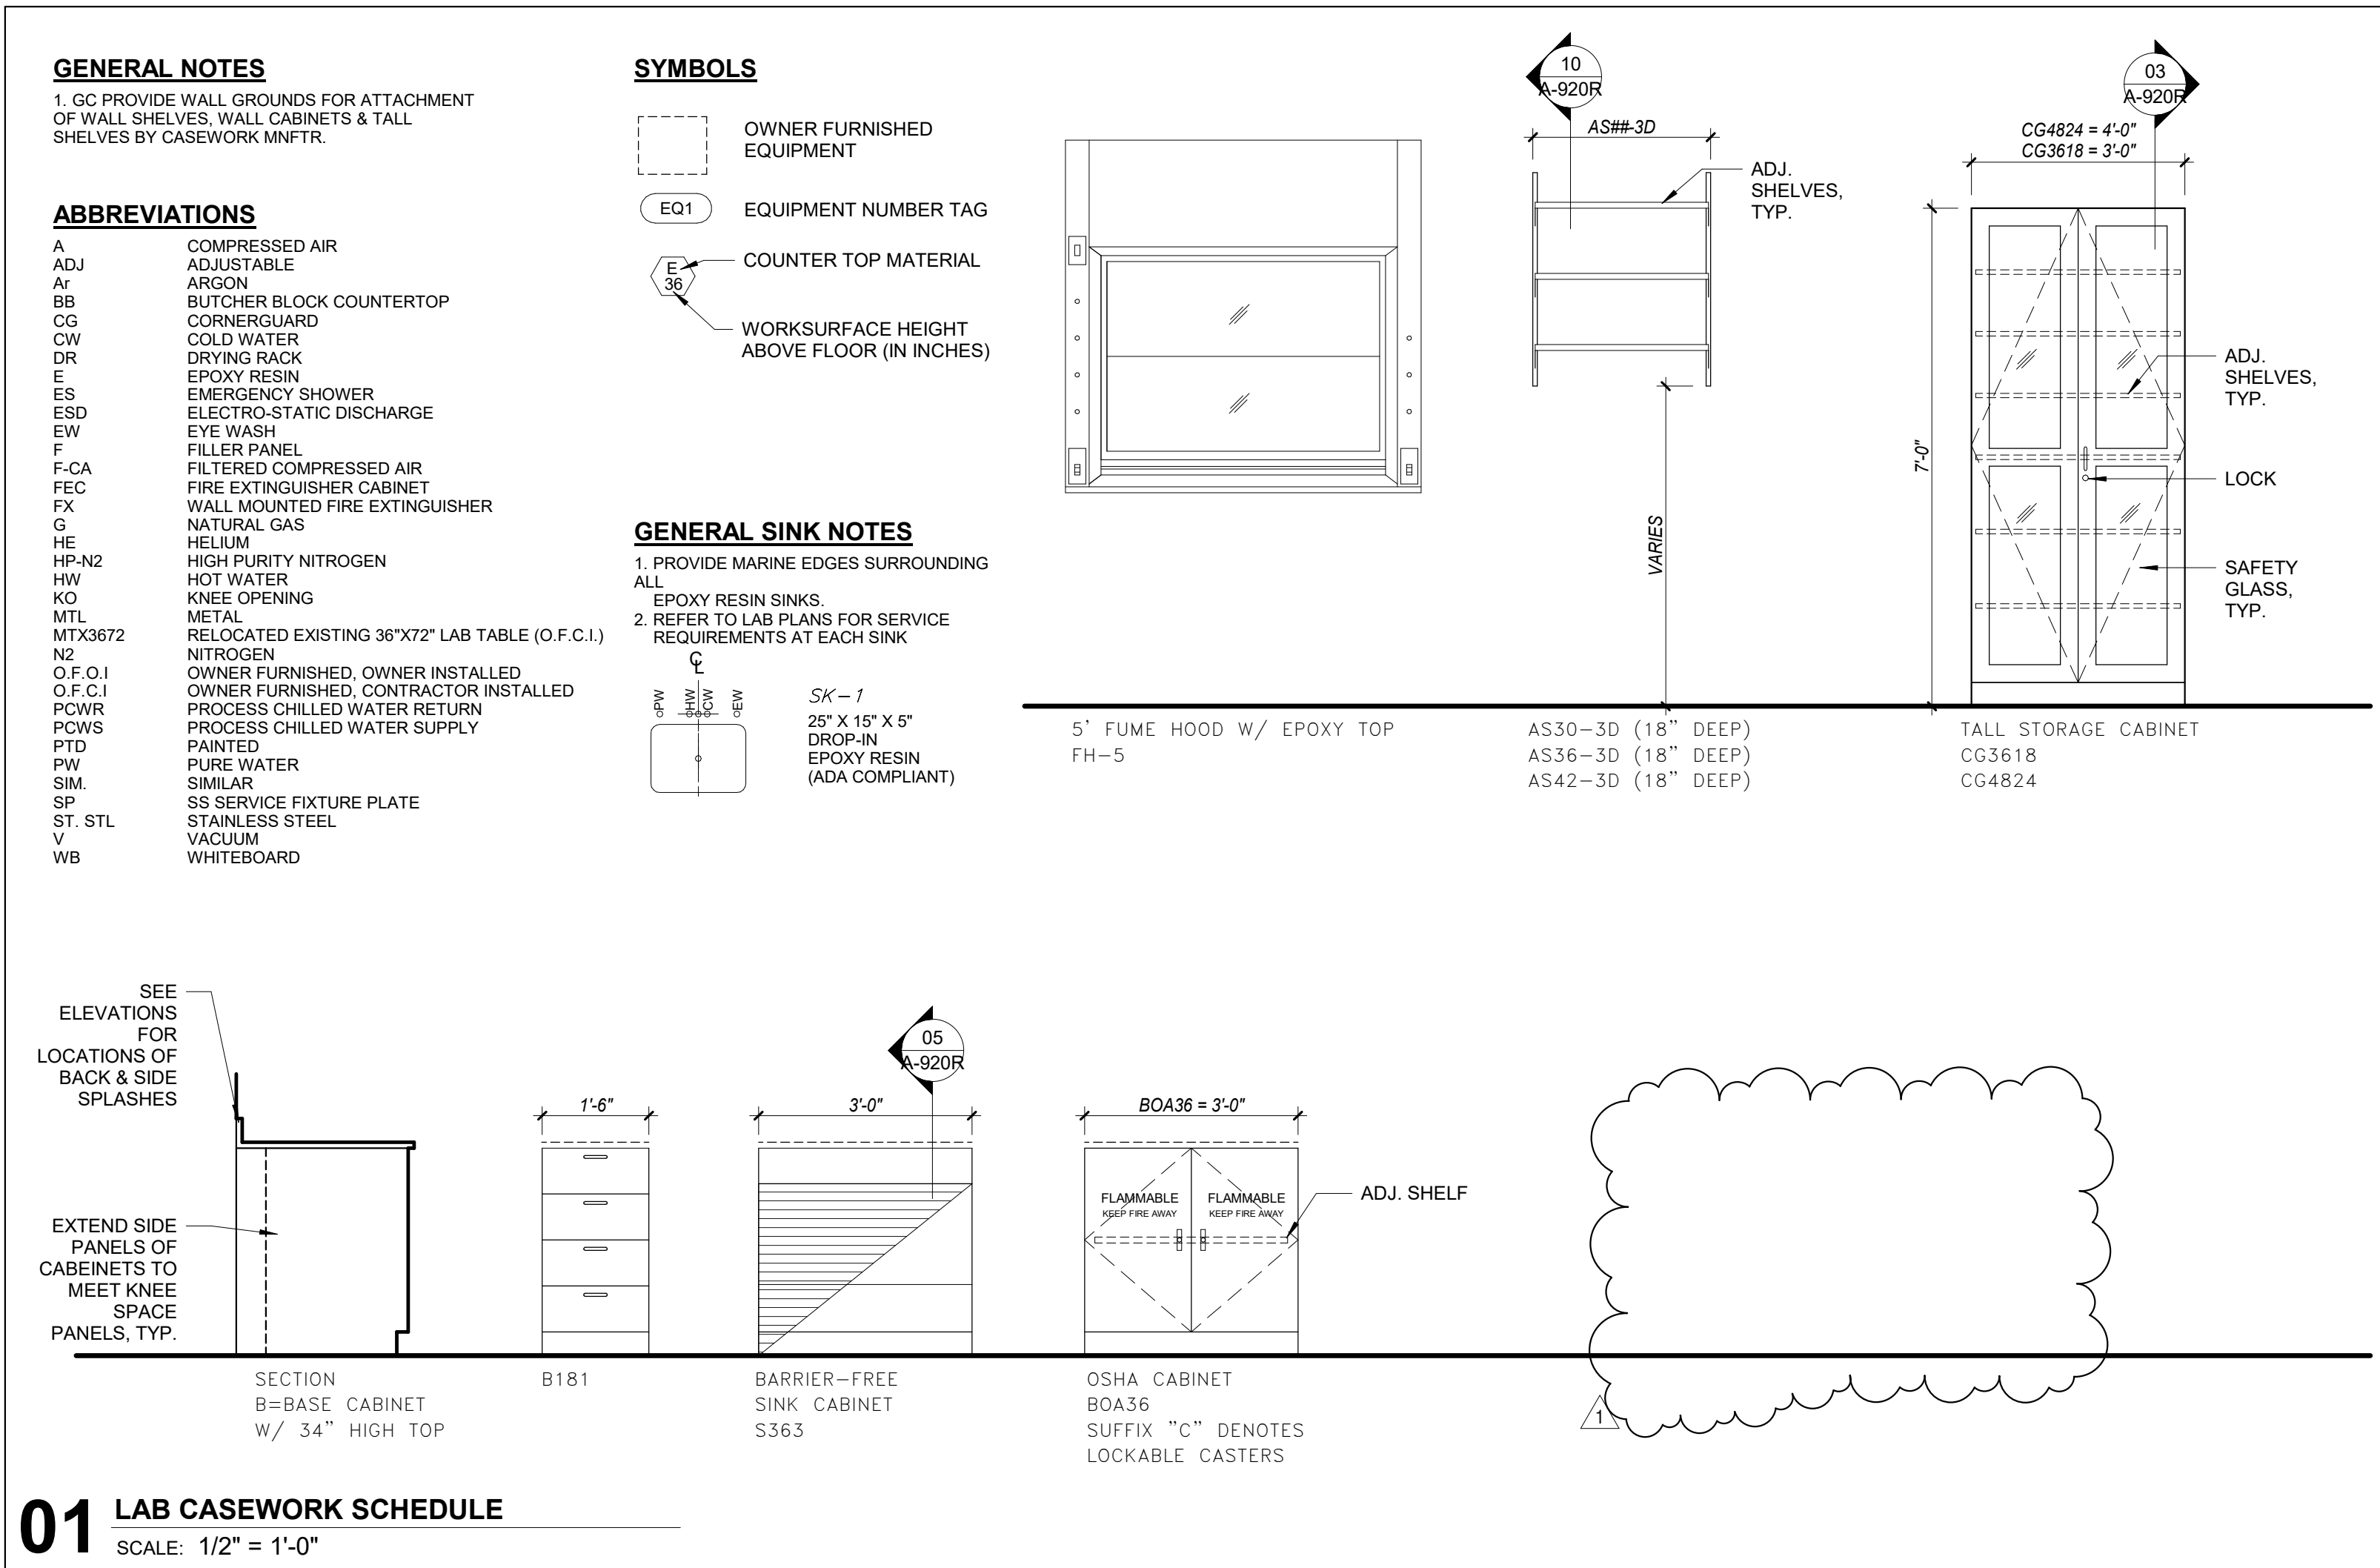 GENERAL NOTES
1. GC PROVIDE WALL GROUNDS FOR ATTACHMENT
OF WALL SHELVES, WALL CABINETS & TALL
SHELVES BY CASEWORK MNFTR.
ABBREVIATIONS
A COMPRESSED AIR
ADJ ADJUSTABLE
Ar ARGON
BB BUTCHER BLOCK COUNTERTOP
CG CORNERGUARD
CW COLD WATER
DR DRYING RACK
E EPOXY RESIN
ES EMERGENCY SHOWER
ESD ELECTRO-STATIC DISCHARGE
EW EYE WASH
F FILLER PANEL
F-CA FILTERED COMPRESSED AIR
FEC FIRE EXTINGUISHER CABINET
FX WALL MOUNTED FIRE EXTINGUISHER
G NATURAL GAS
HE HELIUM
HP-N2 HIGH PURITY NITROGEN
HW HOT WATER
KO KNEE OPENING
MTL METAL
MTX3672 RELOCATED EXISTING 36"X72" LAB TABLE (O.F.C.I.)
N2 NITROGEN
O.F.O.I OWNER FURNISHED, OWNER INSTALLED
O.F.C.I OWNER FURNISHED, CONTRACTOR INSTALLED
PCWR PROCESS CHILLED WATER RETURN
PCWS PROCESS CHILLED WATER SUPPLY
PTD PAINTED
PW PURE WATER
SIM. SIMILAR
SP SS SERVICE FIXTURE PLATE
ST. STL STAINLESS STEEL
V VACUUM
WB WHITEBOARD
SYMBOLS
OWNER FURNISHED
EQUIPMENT
EQ1 EQUIPMENT NUMBER TAG
E
36
COUNTER TOP MATERIAL
WORKSURFACE HEIGHT
ABOVE FLOOR (IN INCHES)
GENERAL SINK NOTES
1. PROVIDE MARINE EDGES SURROUNDING
ALL
EPOXY RESIN SINKS.
2. REFER TO LAB PLANS FOR SERVICE
REQUIREMENTS AT EACH SINK
CL
PW HW CW EW
SK-1
25" X 15" X 5"
DROP-IN
EPOXY RESIN
(ADA COMPLIANT)
5' FUME HOOD W/ EPOXY TOP
FH-5
10
A-920R
AS##-3D
ADJ.
SHELVES,
TYP.
VARIES
AS30-3D (18" DEEP)
AS36-3D (18" DEEP)
AS42-3D (18" DEEP)
03
A-920R
CG4824 = 4'-0"
CG3618 = 3'-0"
7'-0"
ADJ.
SHELVES,
TYP.
LOCK
SAFETY
GLASS,
TYP.
TALL STORAGE CABINET
CG3618
CG4824
SEE
ELEVATIONS
FOR
LOCATIONS OF
BACK & SIDE
SPLASHES
EXTEND SIDE
PANELS OF
CABEINETS TO
MEET KNEE
SPACE
PANELS, TYP.
SECTION
B=BASE CABINET
W/ 34" HIGH TOP
1'-6"
B181
05
A-920R
3'-0"
BARRIER-FREE
SINK CABINET
S363
BOA36 = 3'-0"
FLAMMABLE
KEEP FIRE AWAY
FLAMMABLE
KEEP FIRE AWAY
ADJ. SHELF
OSHA CABINET
BOA36
SUFFIX "C" DENOTES
LOCKABLE CASTERS
1
01 LAB CASEWORK SCHEDULE
SCALE: 1/2" = 1'-0"